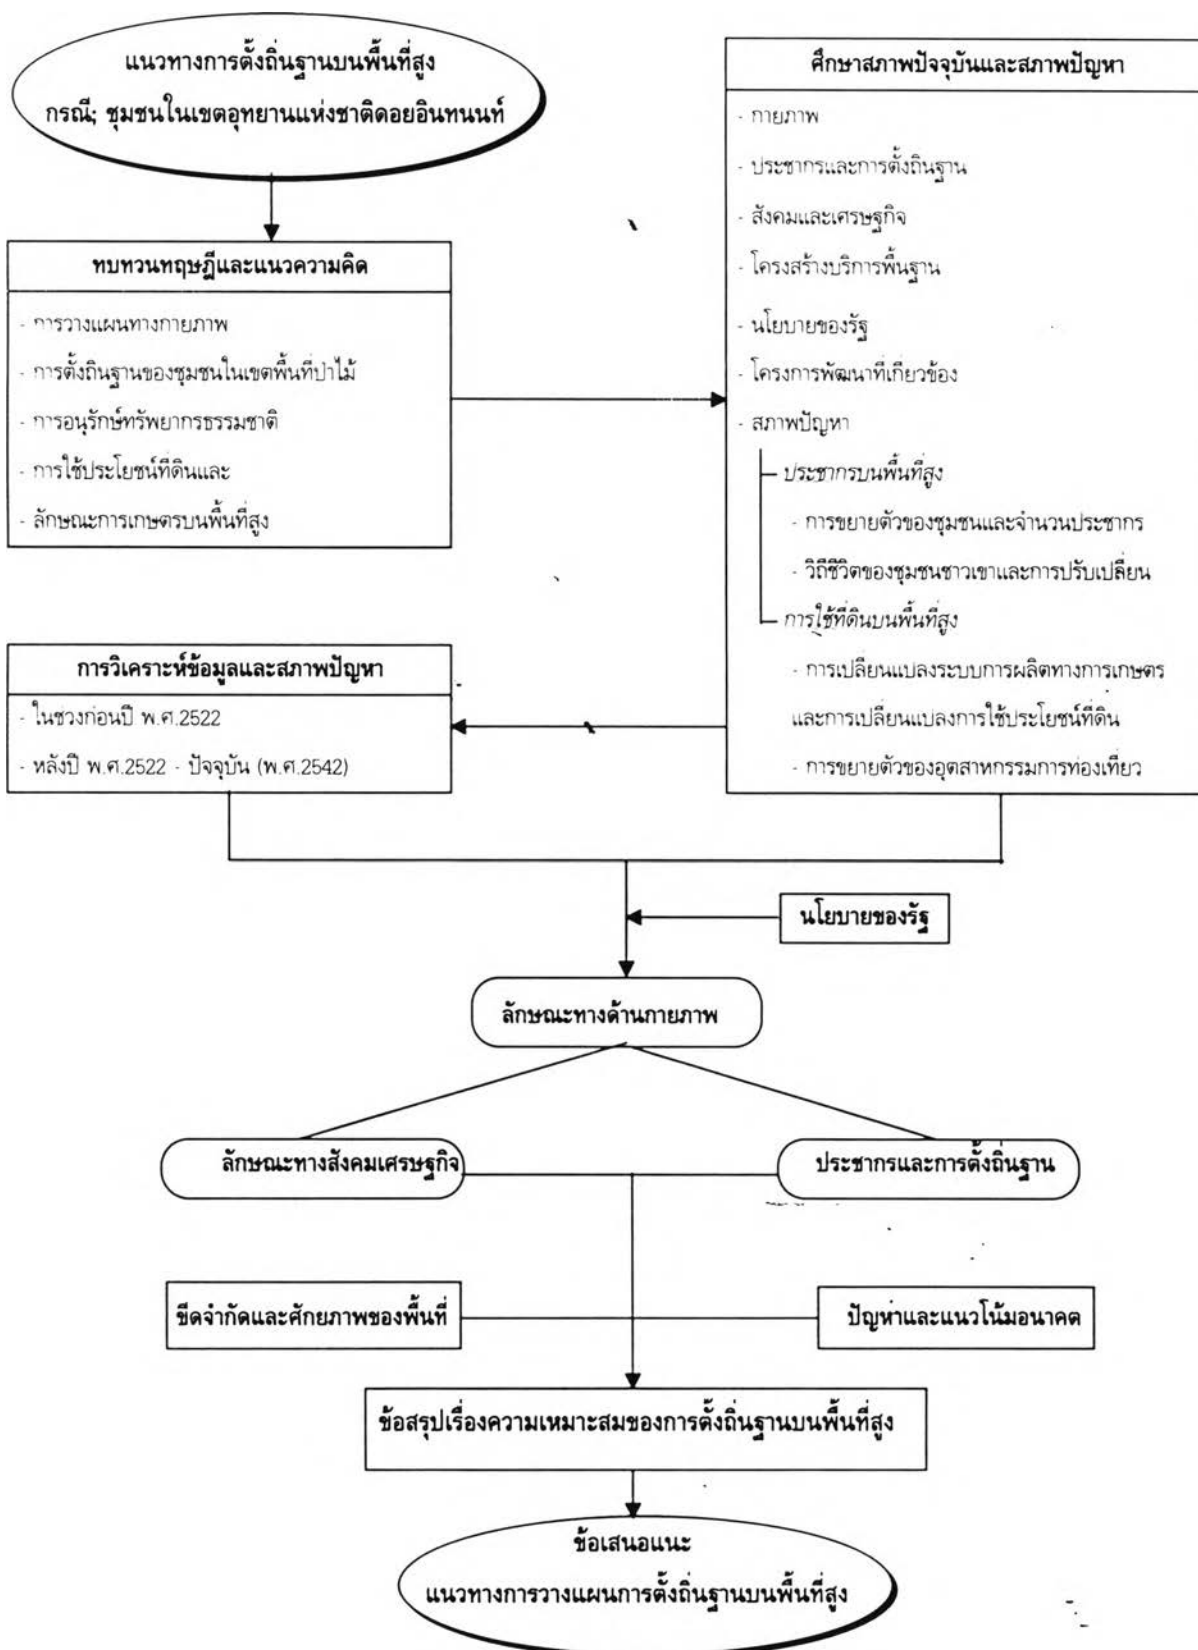 แนวทางการตั้งถิ่นฐานบนพื้นที่สูง
กรณี; ชุมชนในเขตอุทยานแห่งชาติดอยอินทนนท์
ทบทวนทฤษฎีและแนวความคิด
- การวางแผนทางกายภาพ
- การตั้งถิ่นฐานของชุมชนในเขตพื้นที่ป่าไม้
- การอนุรักษ์ทรัพยากรธรรมชาติ
- การใช้ประโยชน์ที่ดินและ
- ลักษณะการเกษตรบนพื้นที่สูง
ศึกษาสภาพปัจจุบันและสภาพปัญหา
- กายภาพ
- ประชากรและการตั้งถิ่นฐาน
- สังคมและเศรษฐกิจ
- โครงสร้างบริการพื้นฐาน
- นโยบายของรัฐ
- โครงการพัฒนาที่เกี่ยวข้อง
- สภาพปัญหา
ประชากรบนพื้นที่สูง
- การขยายตัวของชุมชนและจำนวนประชากร
- วิถีชีวิตของชุมชนชาวเขาและการปรับเปลี่ยน
การใช้ที่ดินบนพื้นที่สูง
- การเปลี่ยนแปลงระบบการผลิตทางการเกษตร
และการเปลี่ยนแปลงการใช้ประโยชน์ที่ดิน
- การขยายตัวของอุตสาหกรรมการท่องเที่ยว
การวิเคราะห์ข้อมูลและสภาพปัญหา
- ในช่วงก่อนปี พ.ศ.2522
- หลังปี พ.ศ.2522 - ปัจจุบัน (พ.ศ.2542)
นโยบายของรัฐ
ลักษณะทางด้านกายภาพ
ลักษณะทางสังคมเศรษฐกิจ
ประชากรและการตั้งถิ่นฐาน
ขีดจำกัดและศักยภาพของพื้นที่
ปัญหาและแนวโน้มอนาคต
ข้อสรุปเรื่องความเหมาะสมของการตั้งถิ่นฐานบนพื้นที่สูง
ข้อเสนอแนะ
แนวทางการวางแผนการตั้งถิ่นฐานบนพื้นที่สูง